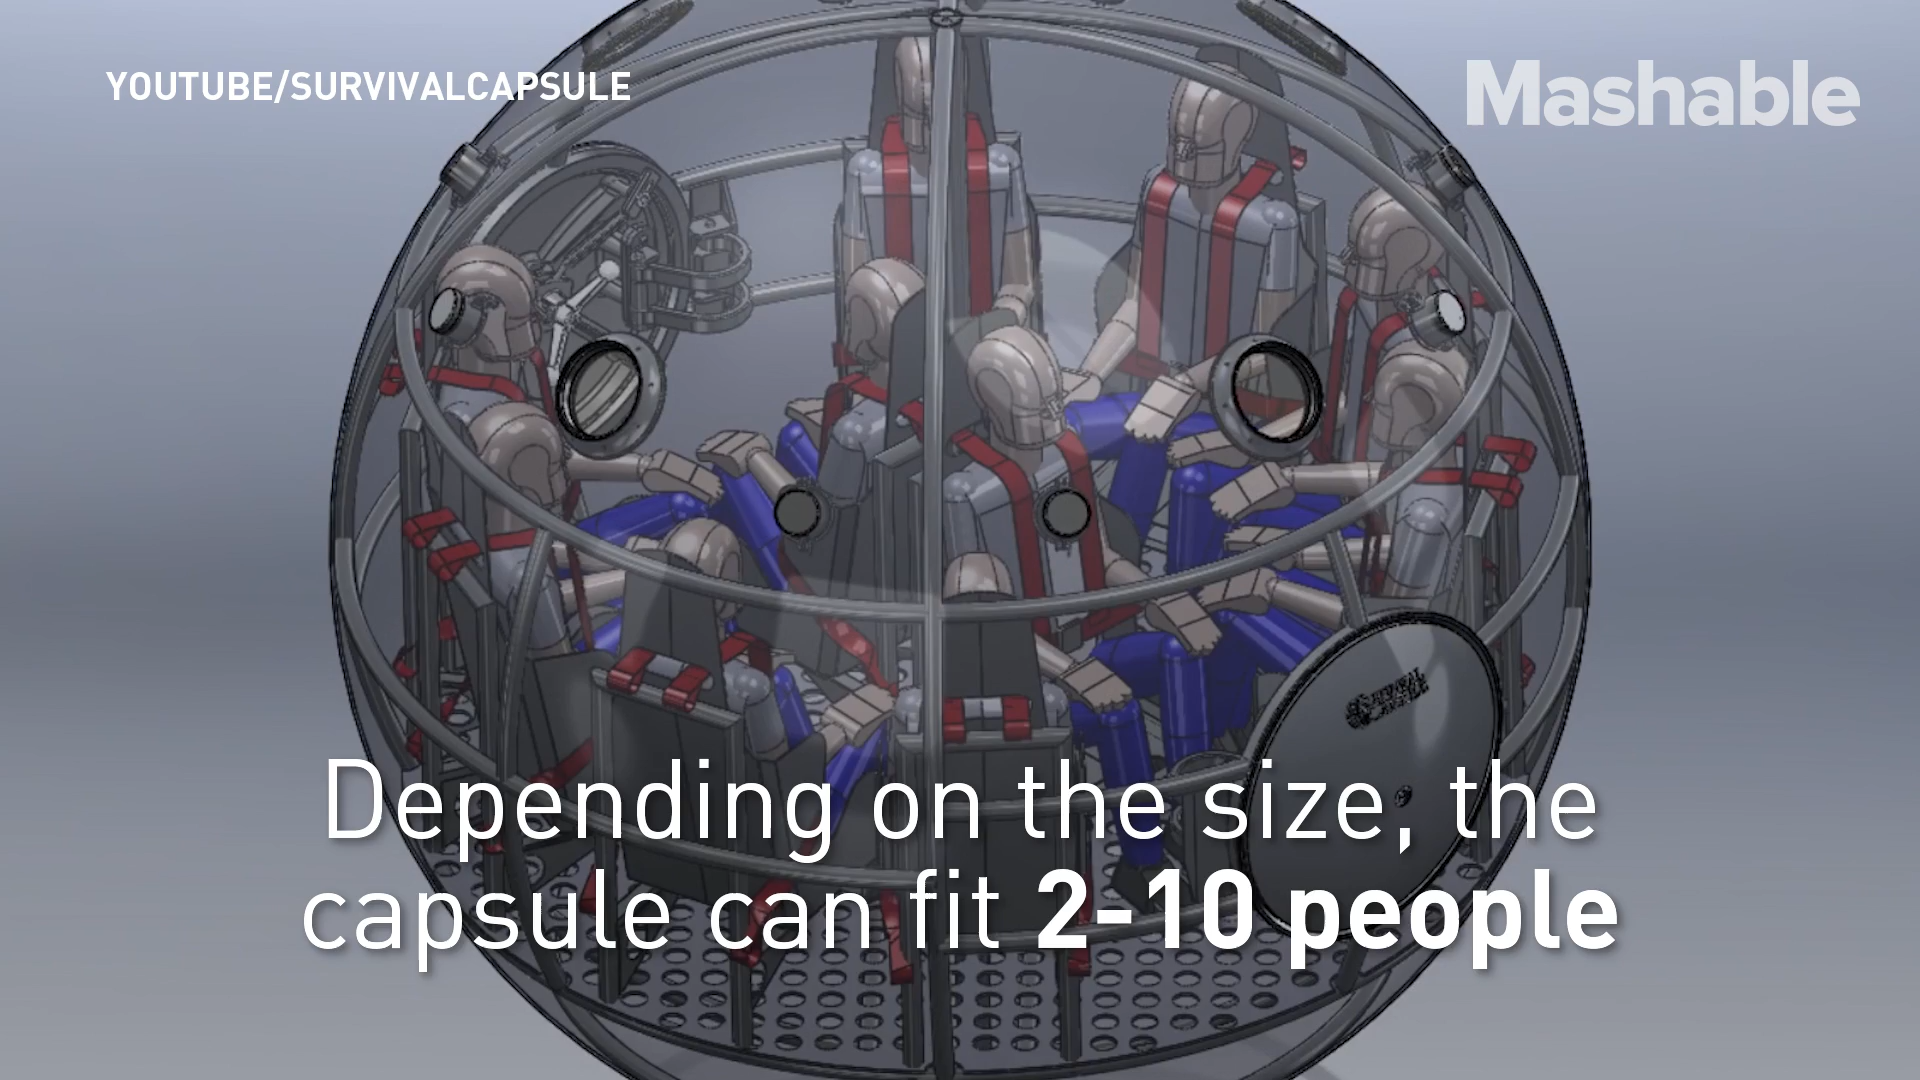 YOUTUBE/SURVIVALCAPSULE
Mashable
Depending on the size, the
capsule can fit 2-10 people